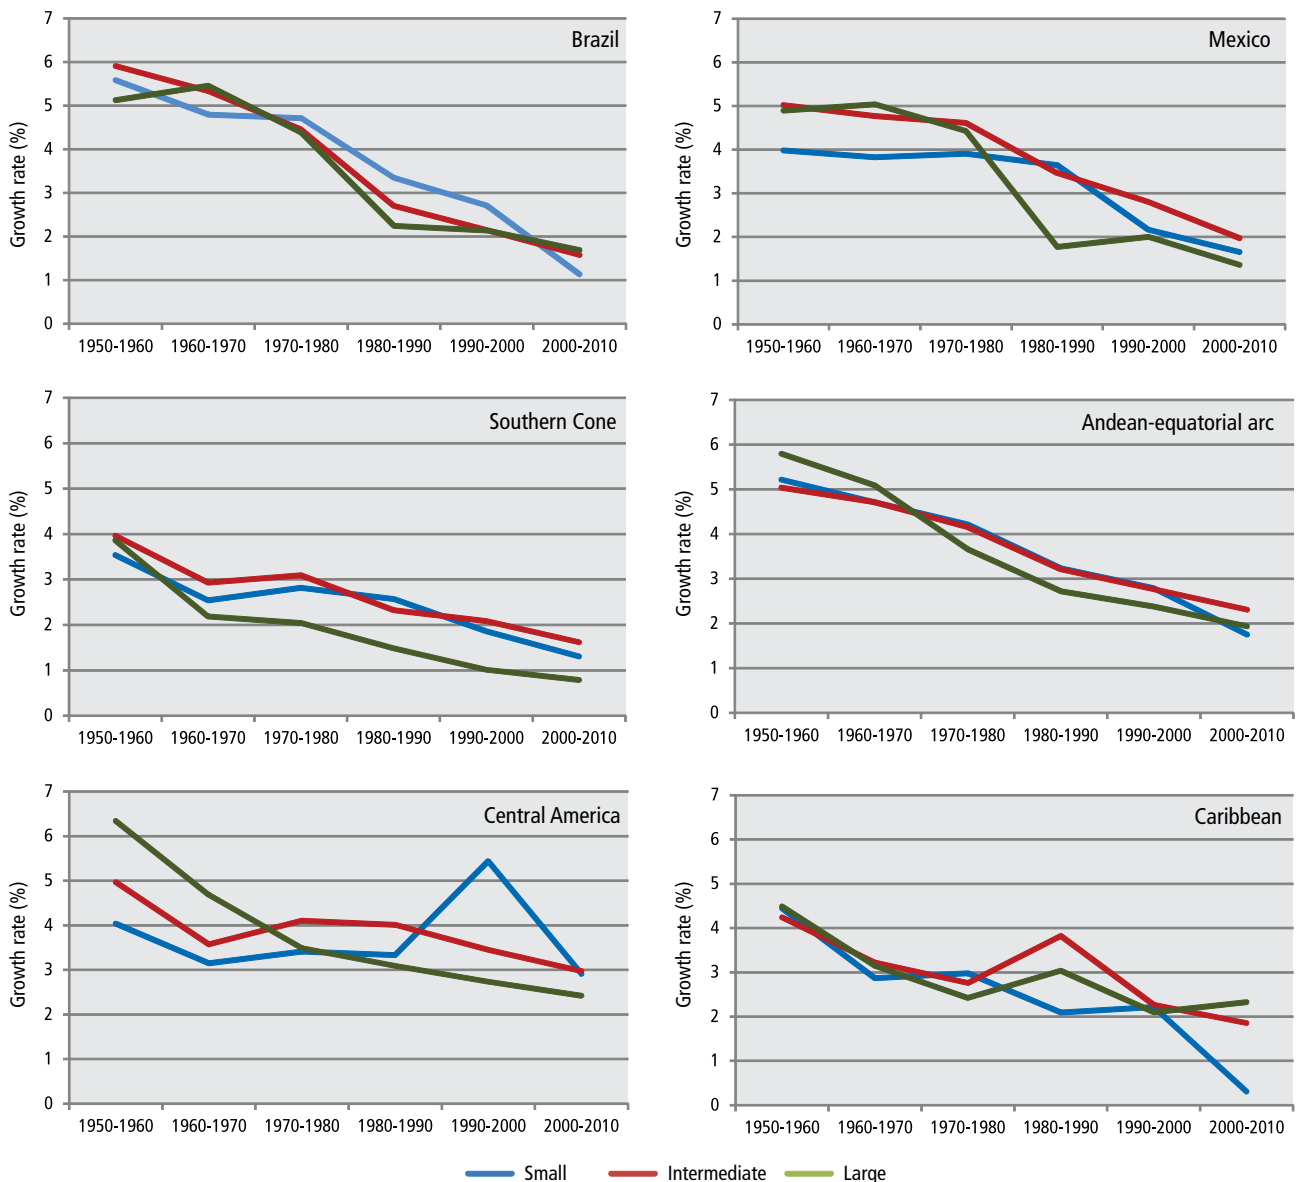 Brazil
Growth rate (%)
7
6
5
4
3
2
1
0
1950-1960 1960-1970 1970-1980 1980-1990 1990-2000 2000-2010
Mexico
Growth rate (%)
7
6
5
4
3
2
1
0
1950-1960 1960-1970 1970-1980 1980-1990 1990-2000 2000-2010
Southern Cone
Growth rate (%)
7
6
5
4
3
2
1
0
1950-1960 1960-1970 1970-1980 1980-1990 1990-2000 2000-2010
Andean-equatorial arc
Growth rate (%)
7
6
5
4
3
2
1
0
1950-1960 1960-1970 1970-1980 1980-1990 1990-2000 2000-2010
Central America
Growth rate (%)
7
6
5
4
3
2
1
0
1950-1960 1960-1970 1970-1980 1980-1990 1990-2000 2000-2010
Caribbean
Growth rate (%)
7
6
5
4
3
2
1
0
1950-1960 1960-1970 1970-1980 1980-1990 1990-2000 2000-2010
Small Intermediate Large